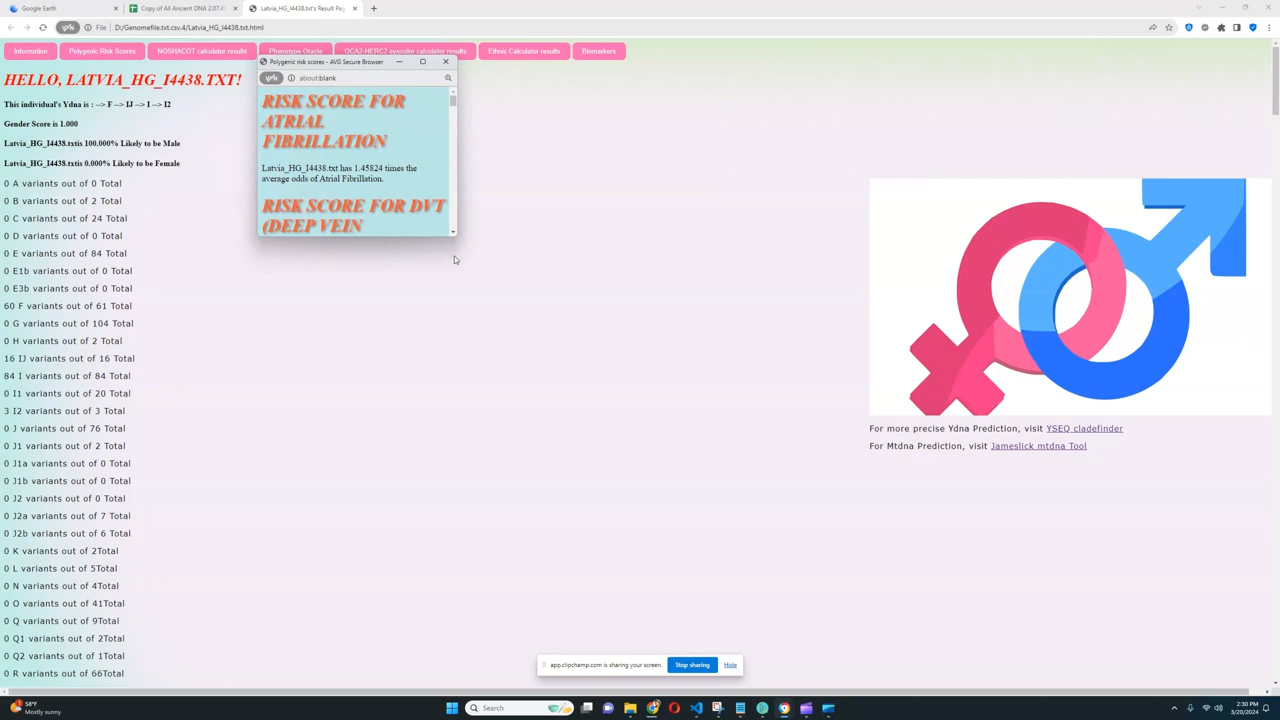 Google Earth
Copy of All Ancient DNA 2.07.4
Latvia_HG_I4438.txt's Result Pag
File D:/Genomefile.txt.csv.4/Latvia_HG_I4438.txt.html
Information
Polygenic Risk Scores
NOSHACOT calculator results
Phenotype Oracle
OCA2-HERC2 eyecolor calculator results
Ethnic Calculator results
Biomarkers
HELLO, LATVIA_HG_I4438.TXT!
This individual's Ydna is : --> F --> IJ --> I --> I2
Gender Score is 1.000
Latvia_HG_I4438.txtis 100.000% Likely to be Male
Latvia_HG_I4438.txtis 0.000% Likely to be Female
0 A variants out of 0 Total
0 B variants out of 2 Total
0 C variants out of 24 Total
0 D variants out of 0 Total
0 E variants out of 84 Total
0 E1b variants out of 0 Total
0 E3b variants out of 0 Total
60 F variants out of 61 Total
0 G variants out of 104 Total
0 H variants out of 2 Total
16 IJ variants out of 16 Total
84 I variants out of 84 Total
0 I1 variants out of 20 Total
3 I2 variants out of 3 Total
0 J variants out of 76 Total
0 J1 variants out of 2 Total
0 J1a variants out of 0 Total
0 J1b variants out of 0 Total
0 J2 variants out of 0 Total
0 J2a variants out of 7 Total
0 J2b variants out of 6 Total
0 K variants out of 2Total
0 L variants out of 5Total
0 N variants out of 4Total
0 O variants out of 41Total
0 Q variants out of 9Total
0 Q1 variants out of 2Total
0 Q2 variants out of 1Total
0 R variants out of 66Total
Polygenic risk scores - AVG Secure Browser
VPN
about:blank
RISK SCORE FOR
ATRIAL
FIBRILLATION
Latvia_HG_I4438.txt has 1.45824 times the
average odds of Atrial Fibrillation.
RISK SCORE FOR DVT
(DEEP VEIN
For more precise Ydna Prediction, visit YSEQ cladefinder
For Mtdna Prediction, visit Jameslick mtdna Tool
app.clipchamp.com is sharing your screen.
Stop sharing
Hide
58°F
Mostly sunny
Search
2:30 PM
3/20/2024